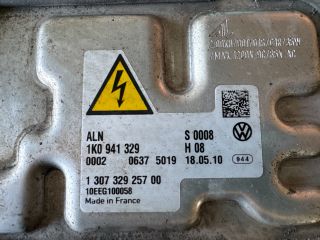 ALN S 0008
1K0 941 329 H 08
0002 0637 5019 18.05.10
944
1 307 329 257 00
10EEG100058
Made in France